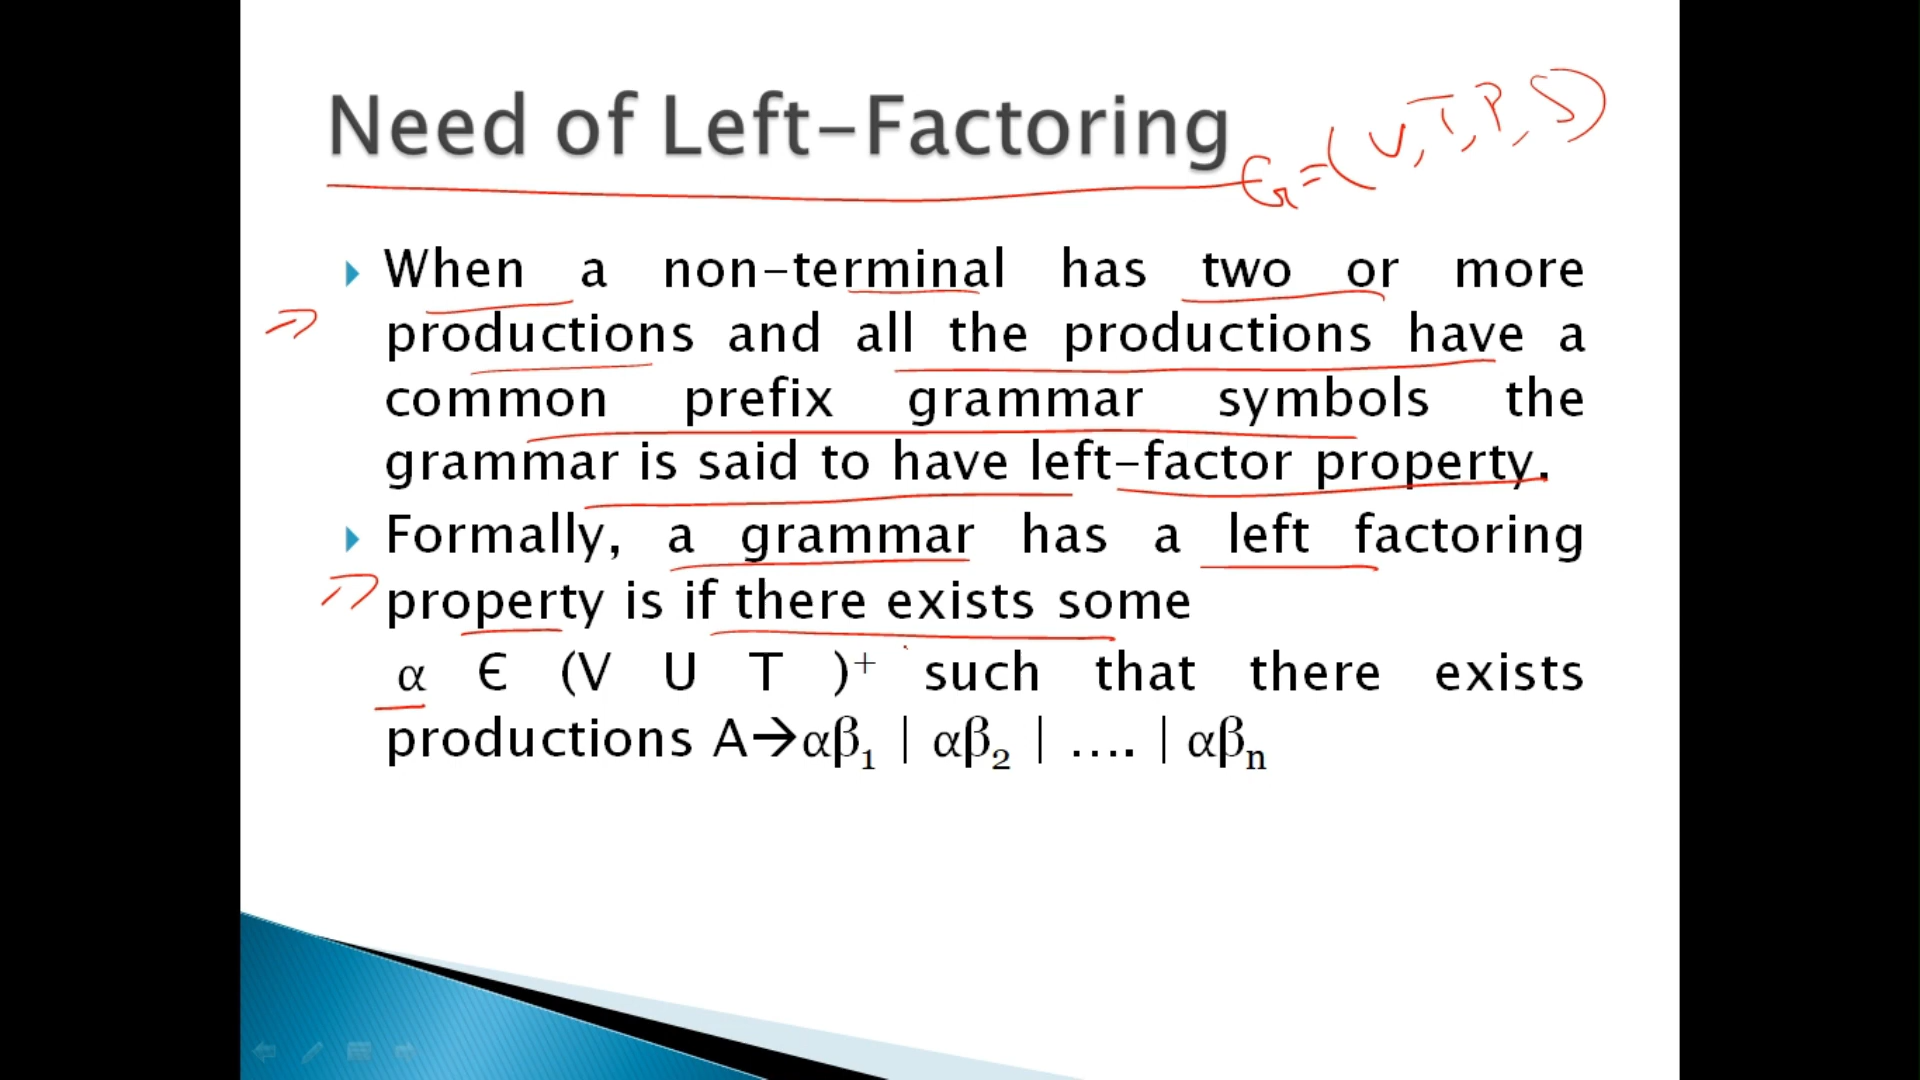 Need of Left-Factoring
G=(V,T,P,S)
When a non-terminal has two or more
productions and all the productions have a
common prefix grammar symbols the
grammar is said to have left-factor property.
Formally, a grammar has a left factoring
property is if there exists some
α Є (V U T )⁺ such that there exists
productions A→αβ₁ | αβ₂ | .... | αβₙ